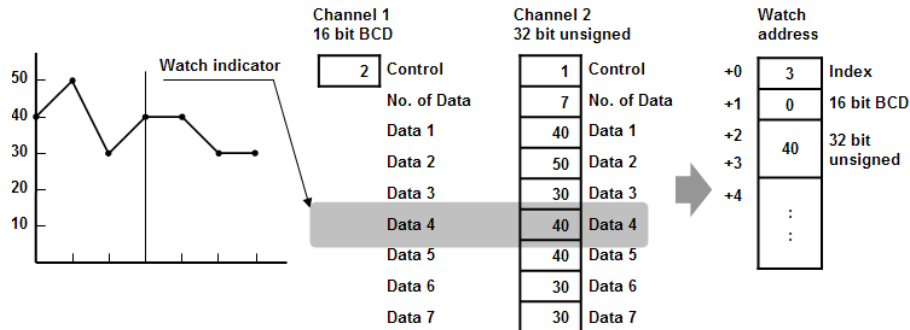 Channel 1
16 bit BCD
Channel 2
32 bit unsigned
Watch
address
Watch indicator
50
40
30
20
10
2 Control
No. of Data
Data 1
Data 2
Data 3
Data 4
Data 5
Data 6
Data 7
1 Control
7 No. of Data
40 Data 1
50 Data 2
30 Data 3
40 Data 4
40 Data 5
30 Data 6
30 Data 7
+0 3 Index
+1 0 16 bit BCD
+2
+3
40
32 bit
unsigned
+4
:
: